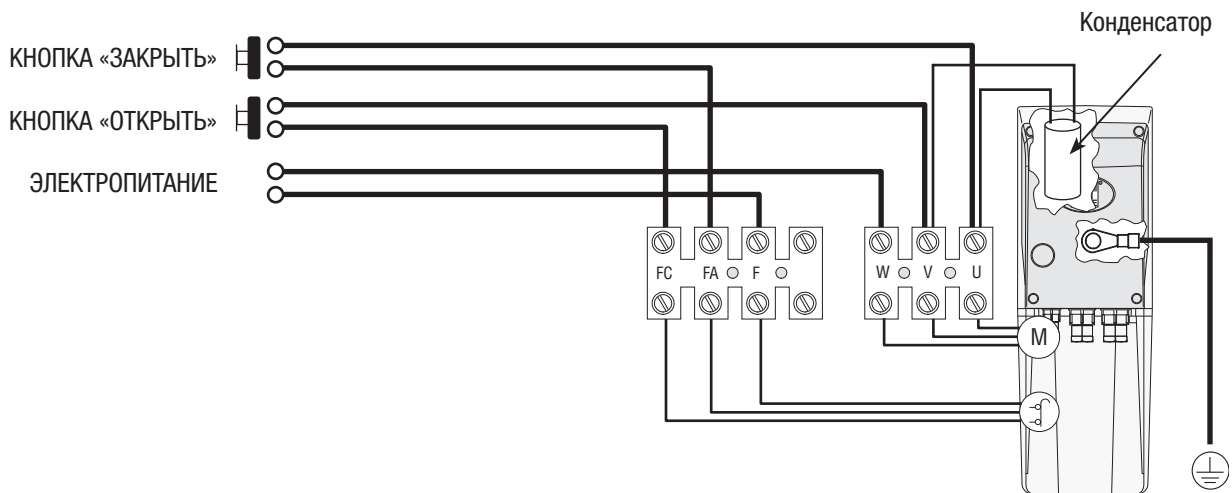 Конденсатор
КНОПКА «ЗАКРЫТЬ»
КНОПКА «ОТКРЫТЬ»
ЭЛЕКТРОПИТАНИЕ
FC FA F W V U
M